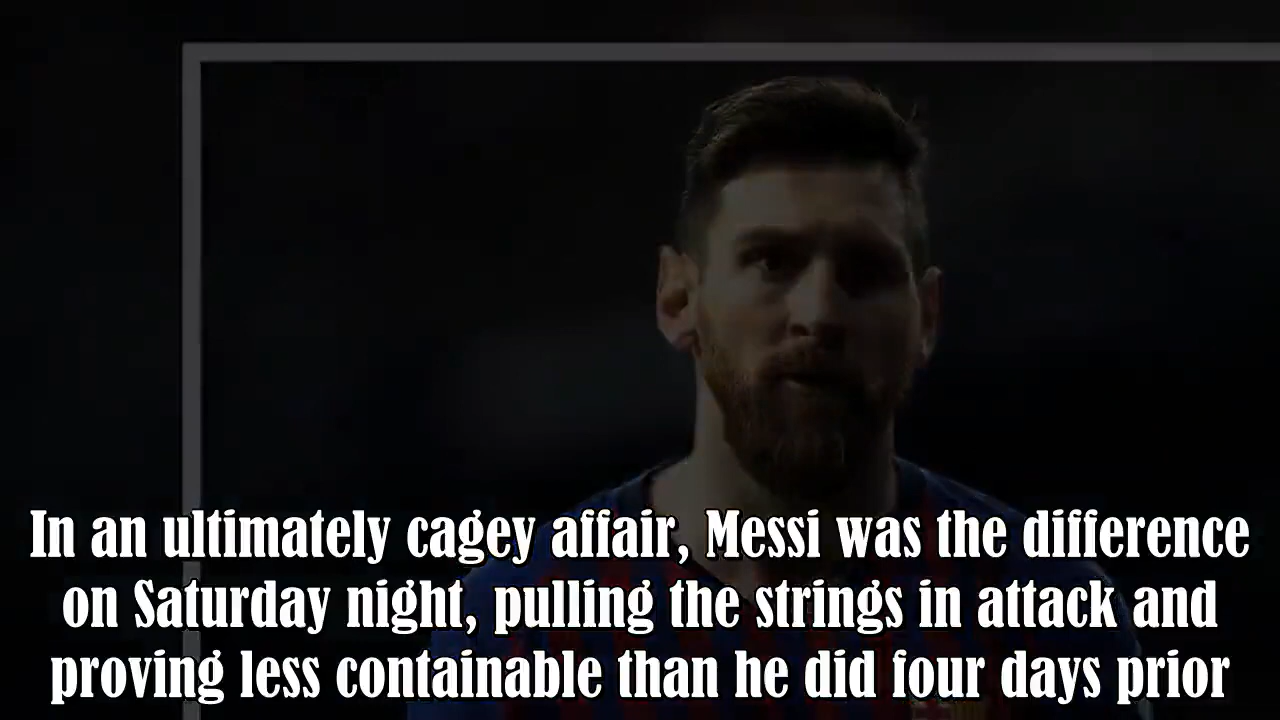 In an ultimately cagey affair, Messi was the difference
on Saturday night, pulling the strings in attack and
proving less containable than he did four days prior